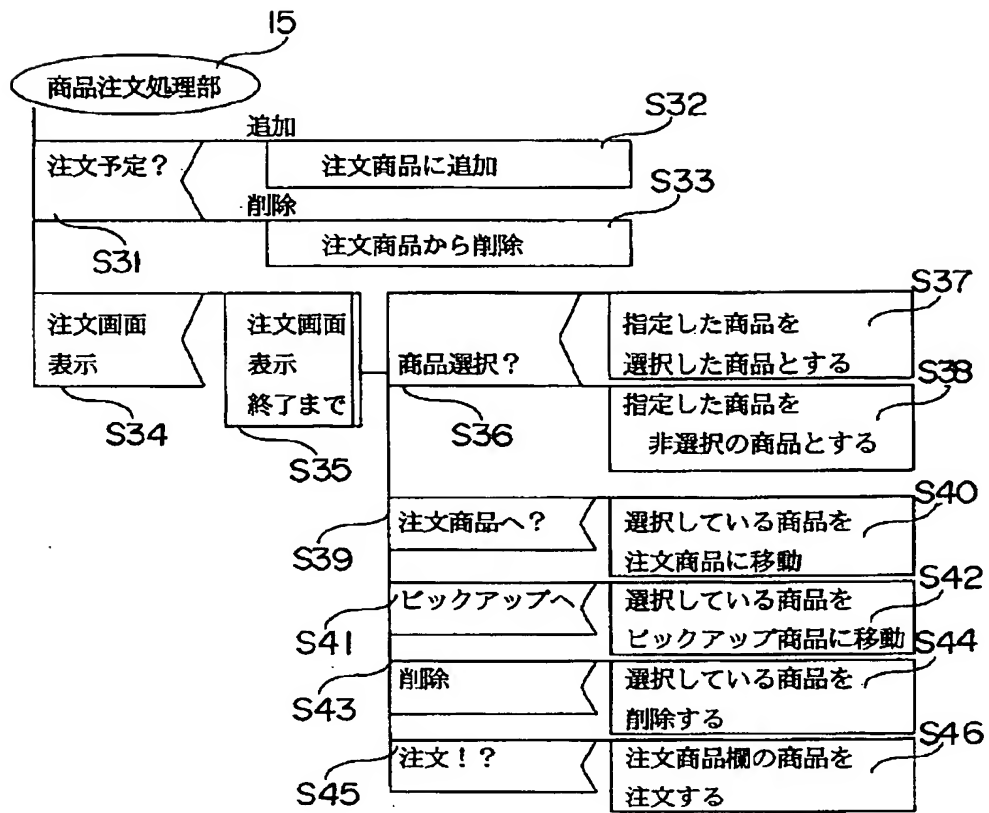 15
商品注文処理部
追加
S32
注文予定?
注文商品に追加
S33
削除
S31
注文商品から削除
S37
注文画面
表示
S34
注文画面
表示
終了まで
S35
商品選択?
S36
指定した商品を
選択した商品とする
S38
指定した商品を
非選択の商品とする
S40
注文商品へ?
S39
選択している商品を
注文商品に移動
S42
ピックアップへ
S41
選択している商品を
ピックアップ商品に移動
S44
削除
S43
選択している商品を
削除する
S46
注文!?
S45
注文商品欄の商品を
注文する